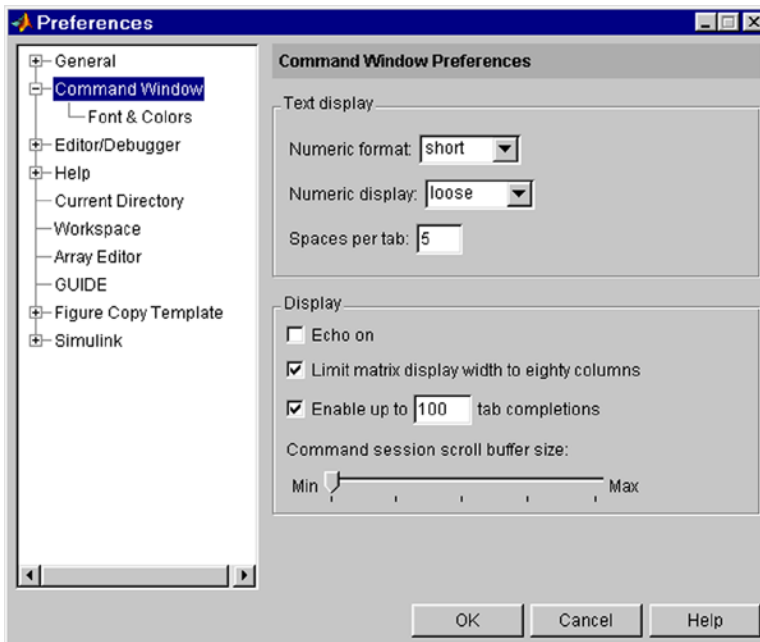 Preferences
General
Command Window
Font & Colors
Editor/Debugger
Help
Current Directory
Workspace
Array Editor
GUIDE
Figure Copy Template
Simulink
Command Window Preferences
Text display
Numeric format: short
Numeric display: loose
Spaces per tab: 5
Display
Echo on
Limit matrix display width to eighty columns
Enable up to 100 tab completions
Command session scroll buffer size:
Min Max
OK Cancel Help